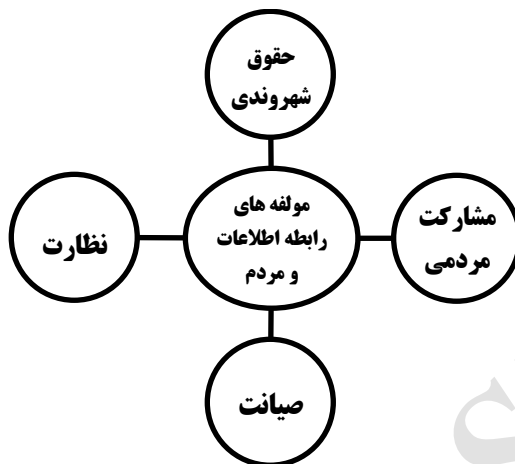 حقوق
شهروندی
مولفه های
رابطه اطلاعات
و مردم
مشارکت
مردمی
نظارت
صیانت